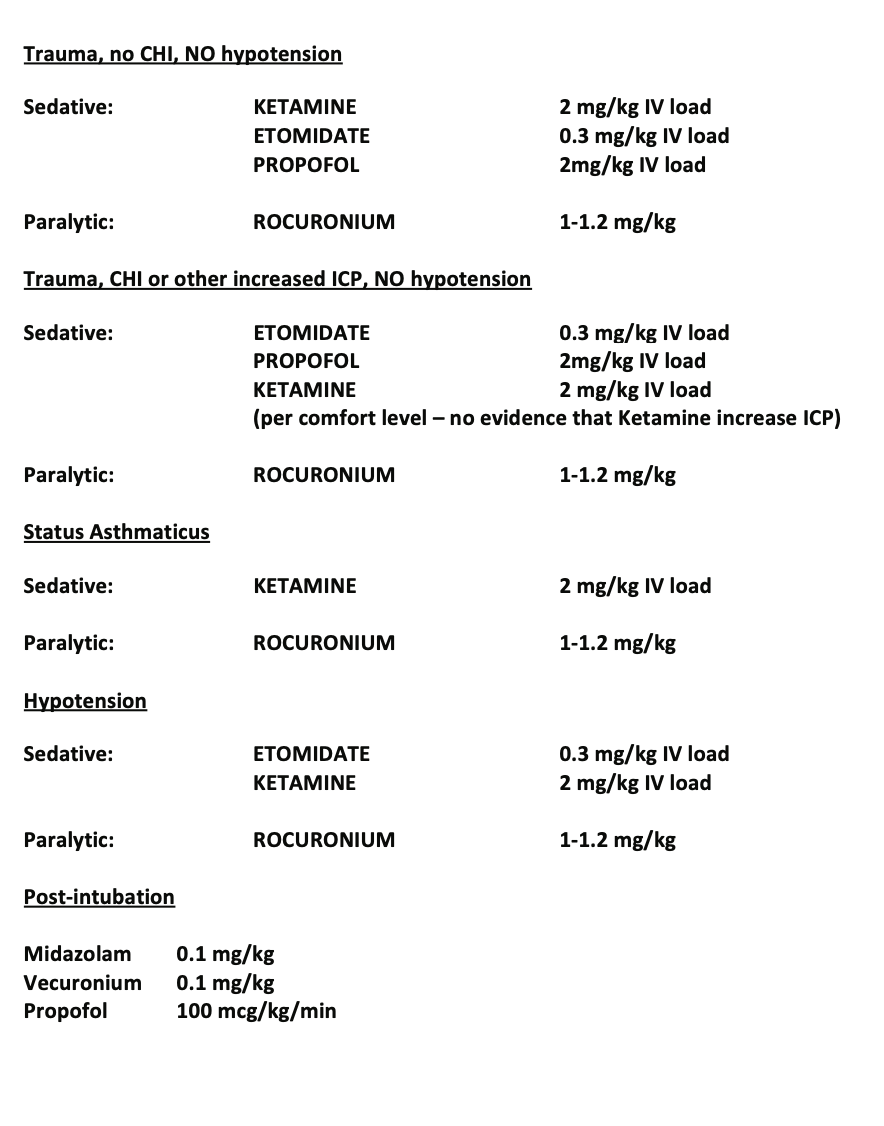 Trauma, no CHI, NO hypotension
Sedative: KETAMINE 2 mg/kg IV load
ETOMIDATE 0.3 mg/kg IV load
PROPOFOL 2mg/kg IV load
Paralytic: ROCURONIUM 1-1.2 mg/kg
Trauma, CHI or other increased ICP, NO hypotension
Sedative: ETOMIDATE 0.3 mg/kg IV load
PROPOFOL 2mg/kg IV load
KETAMINE 2 mg/kg IV load
(per comfort level – no evidence that Ketamine increase ICP)
Paralytic: ROCURONIUM 1-1.2 mg/kg
Status Asthmaticus
Sedative: KETAMINE 2 mg/kg IV load
Paralytic: ROCURONIUM 1-1.2 mg/kg
Hypotension
Sedative: ETOMIDATE 0.3 mg/kg IV load
KETAMINE 2 mg/kg IV load
Paralytic: ROCURONIUM 1-1.2 mg/kg
Post-intubation
Midazolam 0.1 mg/kg
Vecuronium 0.1 mg/kg
Propofol 100 mcg/kg/min